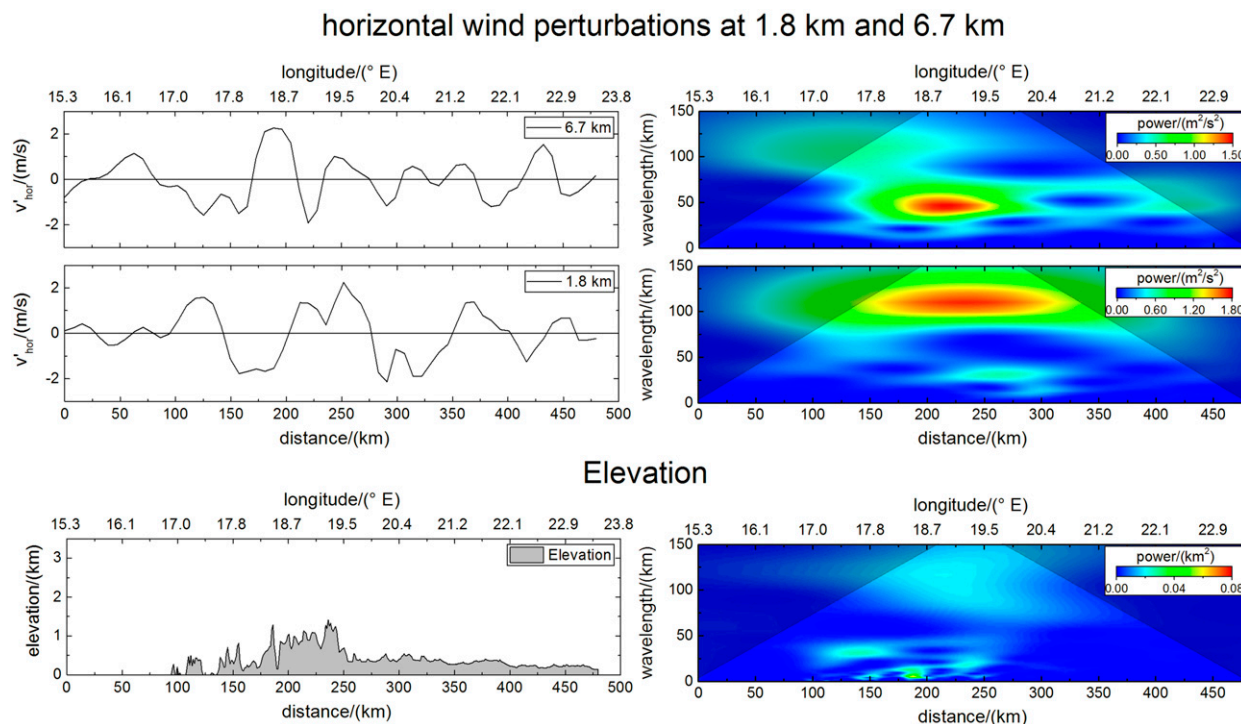 horizontal wind perturbations at 1.8 km and 6.7 km
longitude/(° E)
15.3 16.1 17.0 17.8 18.7 19.5 20.4 21.2 22.1 22.9 23.8
v'hor/(m/s)
2
0
-2
6.7 km
longitude/(° E)
15.3 16.1 17.0 17.8 18.7 19.5 20.4 21.2 22.1 22.9
wavelength/(km)
150
100
50
0
power/(m²/s²)
0.00 0.50 1.00 1.50
0 50 100 150 200 250 300 350 400 450
v'hor/(m/s)
2
0
-2
1.8 km
0 50 100 150 200 250 300 350 400 450 500
distance/(km)
wavelength/(km)
150
100
50
0
power/(m²/s²)
0.00 0.60 1.20 1.80
0 50 100 150 200 250 300 350 400 450
distance/(km)
Elevation
longitude/(° E)
15.3 16.1 17.0 17.8 18.7 19.5 20.4 21.2 22.1 22.9 23.8
elevation/(km)
3
2
1
0
Elevation
0 50 100 150 200 250 300 350 400 450 500
distance/(km)
longitude/(° E)
15.3 16.1 17.0 17.8 18.7 19.5 20.4 21.2 22.1 22.9
wavelength/(km)
150
100
50
0
power/(km²)
0.00 0.04 0.08
0 50 100 150 200 250 300 350 400 450
distance/(km)